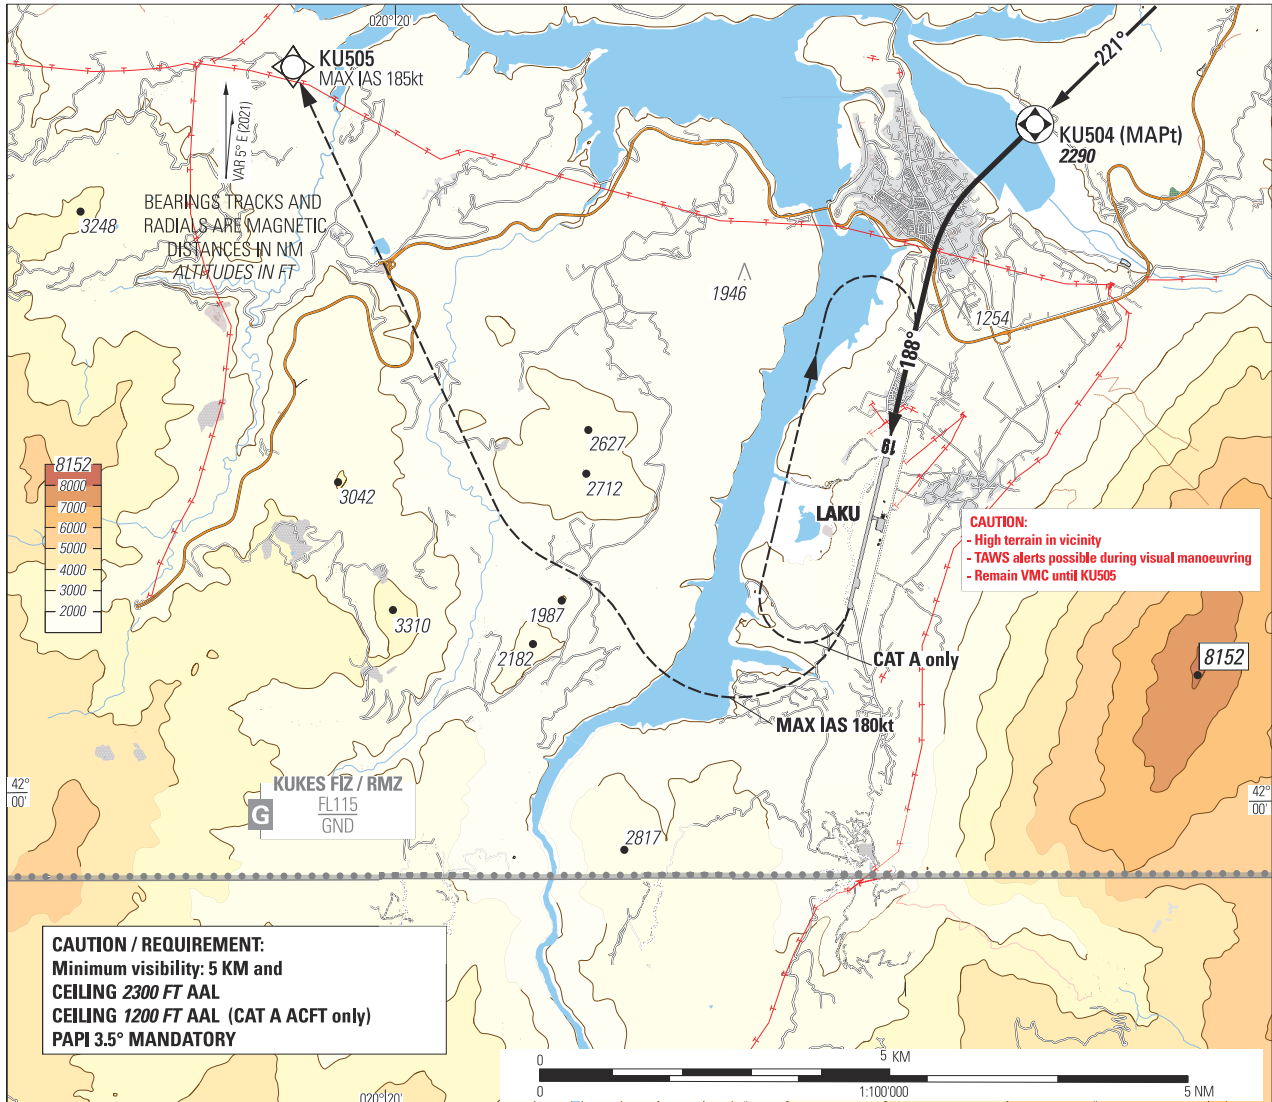 020°20'
KU505
MAX IAS 185kt
221°
KU504 (MAPt)
2290
VAR 5° E (2021)
BEARINGS TRACKS AND
RADIALS ARE MAGNETIC
DISTANCES IN NM
ALTITUDES IN FT
3248
1946
1254
188°
2627
19
8152
8000
7000
6000
5000
4000
3000
2000
3042
2712
LAKU
CAUTION:
- High terrain in vicinity
- TAWS alerts possible during visual manoeuvring
- Remain VMC until KU505
1987
3310
2182
CAT A only
8152
MAX IAS 180kt
42°
00'
KUKES FIZ / RMZ
G
FL115
GND
42°
00'
2817
CAUTION / REQUIREMENT:
Minimum visibility: 5 KM and
CEILING 2300 FT AAL
CEILING 1200 FT AAL (CAT A ACFT only)
PAPI 3.5° MANDATORY
0
5 KM
0
1:100'000
5 NM
020°20'